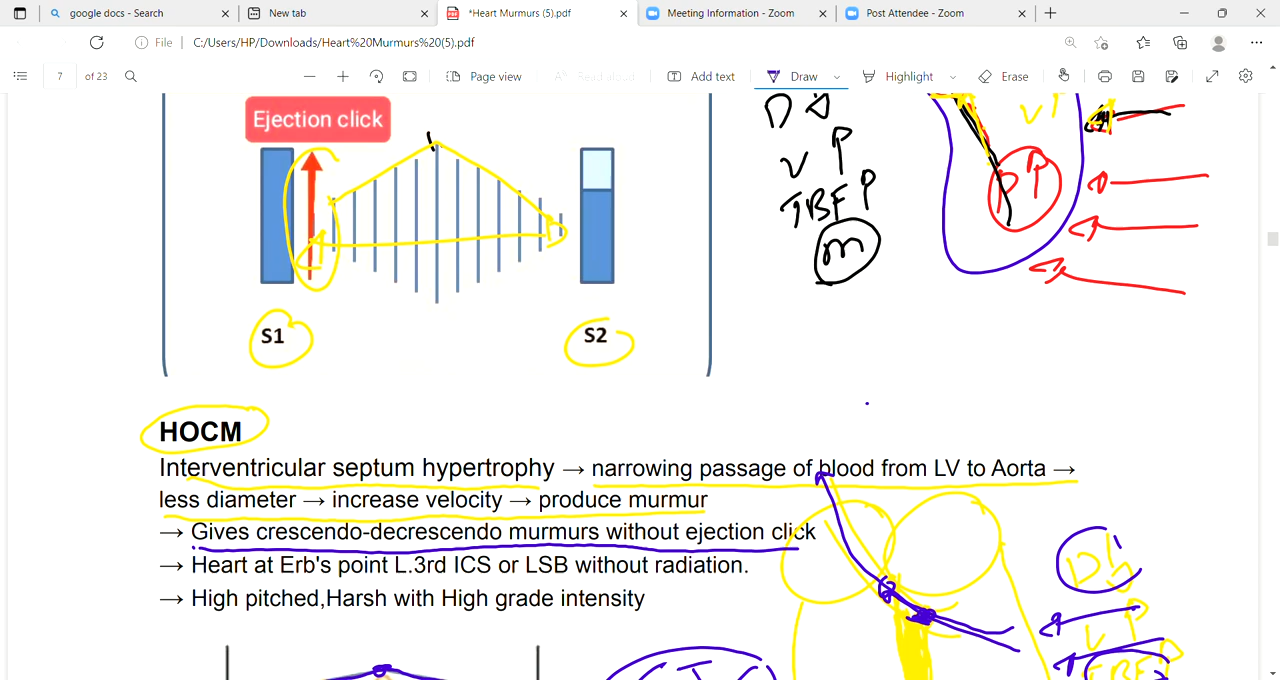 google docs - Search
New tab
*Heart Murmurs (5).pdf
Meeting Information - Zoom
Post Attendee - Zoom
File
C:/Users/HP/Downloads/Heart%20Murmurs%20(5).pdf
7 of 23
Page view
Read aloud
Add text
Draw
Highlight
Erase
Ejection click
S1
S2
V P
TBF P
m
V P
P P
HOCM
Interventricular septum hypertrophy → narrowing passage of blood from LV to Aorta →
less diameter → increase velocity → produce murmur
→ Gives crescendo-decrescendo murmurs without ejection click
→ Heart at Erb's point L.3rd ICS or LSB without radiation.
→ High pitched,Harsh with High grade intensity
V P